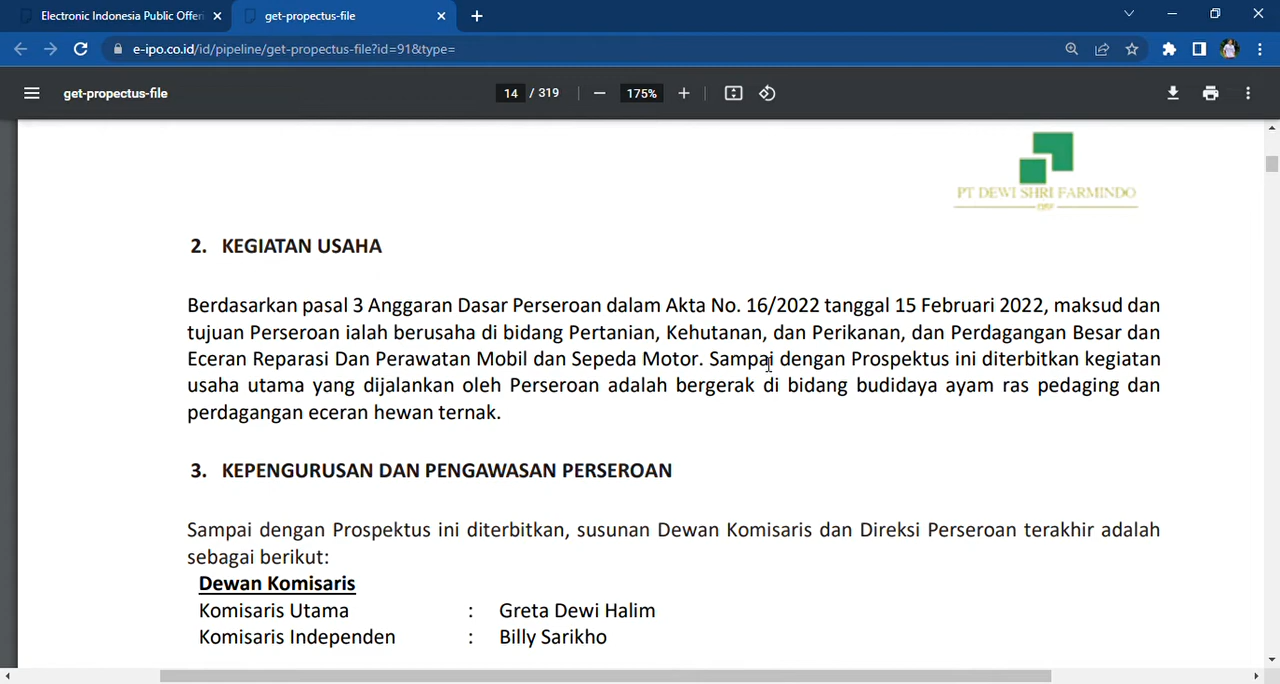 Electronic Indonesia Public Offeri
get-propectus-file
e-ipo.co.id/id/pipeline/get-propectus-file?id=91&type=
get-propectus-file
14 / 319
175%
PT DEWI SHRI FARMINDO
2. KEGIATAN USAHA
Berdasarkan pasal 3 Anggaran Dasar Perseroan dalam Akta No. 16/2022 tanggal 15 Februari 2022, maksud dan
tujuan Perseroan ialah berusaha di bidang Pertanian, Kehutanan, dan Perikanan, dan Perdagangan Besar dan
Eceran Reparasi Dan Perawatan Mobil dan Sepeda Motor. Sampai dengan Prospektus ini diterbitkan kegiatan
usaha utama yang dijalankan oleh Perseroan adalah bergerak di bidang budidaya ayam ras pedaging dan
perdagangan eceran hewan ternak.
3. KEPENGURUSAN DAN PENGAWASAN PERSEROAN
Sampai dengan Prospektus ini diterbitkan, susunan Dewan Komisaris dan Direksi Perseroan terakhir adalah
sebagai berikut:
Dewan Komisaris
Komisaris Utama : Greta Dewi Halim
Komisaris Independen : Billy Sarikho